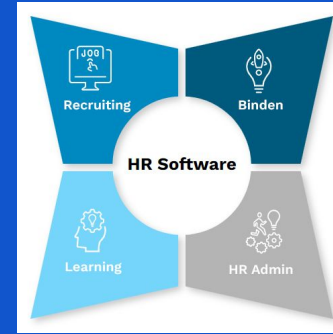 JOB
Recruiting
Binden
HR Software
Learning
HR Admin